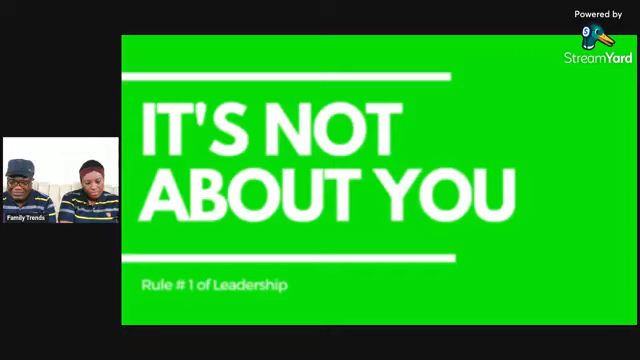 Powered by
StreamYard
IT'S NOT
ABOUT YOU
Family Trends
Rule # 1 of Leadership